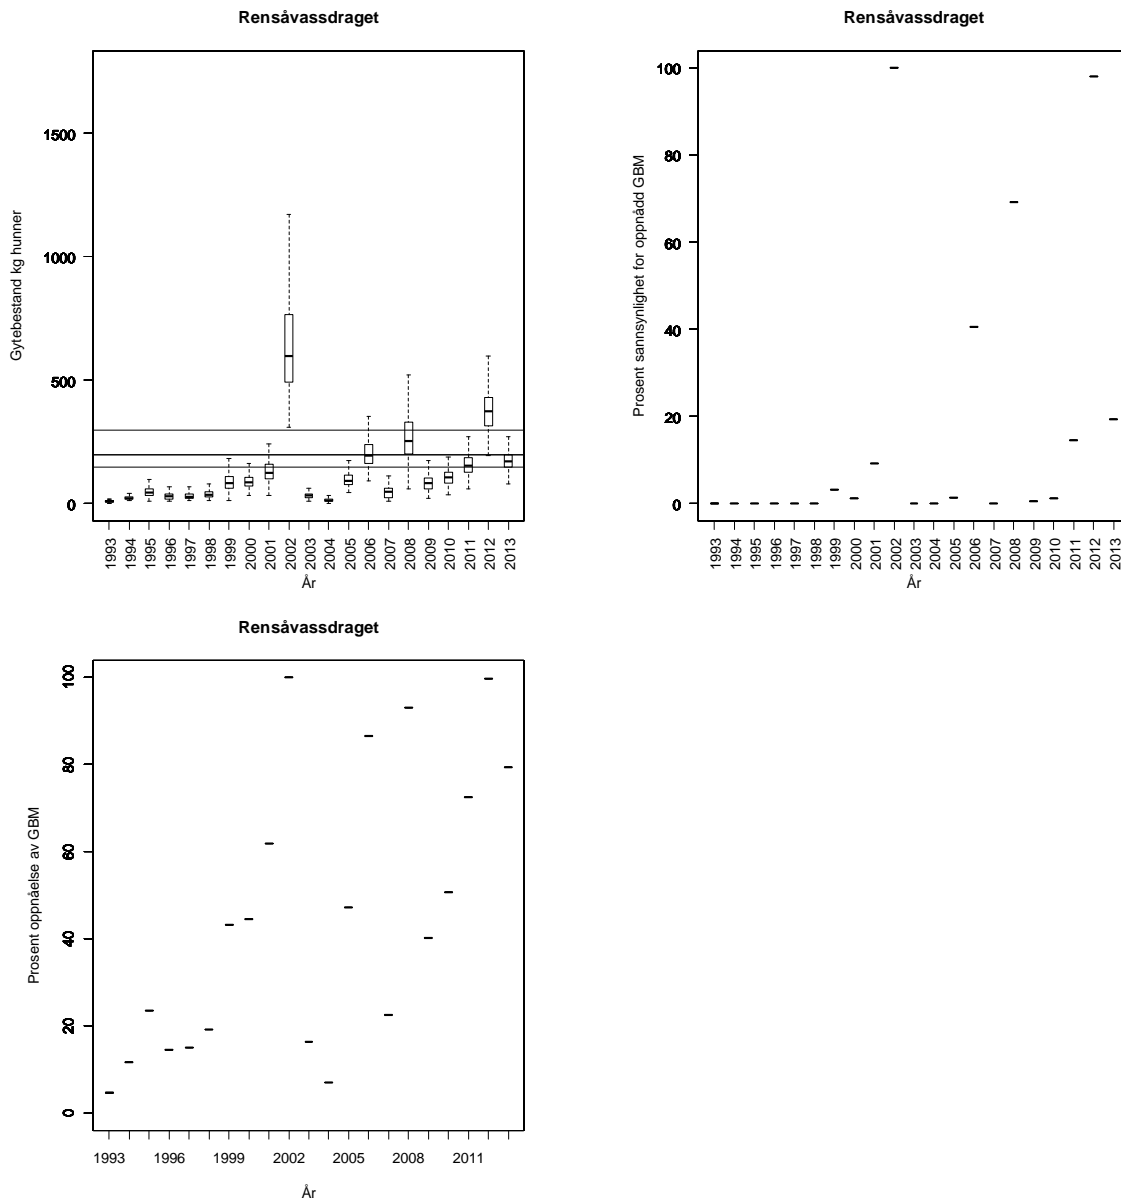 Rensåvassdraget
Gytebestand kg hunner
1500
1000
500
0
1993 1994 1995 1996 1997 1998 1999 2000 2001 2002 2003 2004 2005 2006 2007 2008 2009 2010 2011 2012 2013
År
Rensåvassdraget
Prosent sannsynlighet for oppnådd GBM
100
80
60
40
20
0
1993 1994 1995 1996 1997 1998 1999 2000 2001 2002 2003 2004 2005 2006 2007 2008 2009 2010 2011 2012 2013
År
Rensåvassdraget
Prosent oppnåelse av GBM
100
80
60
40
20
0
1993 1996 1999 2002 2005 2008 2011
År